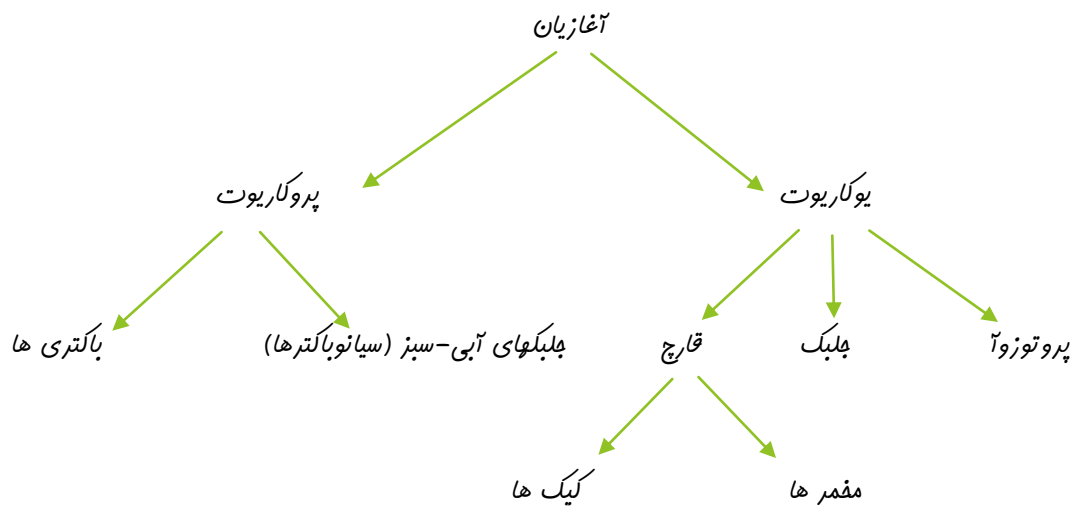 آغازیان
یوکاریوت
پروکاریوت
پروتوزوآ
جلبک
قارچ
جلبکهای آبی-سبز (سیانوباکترها)
باکتری ها
مخمر ها
کپک ها